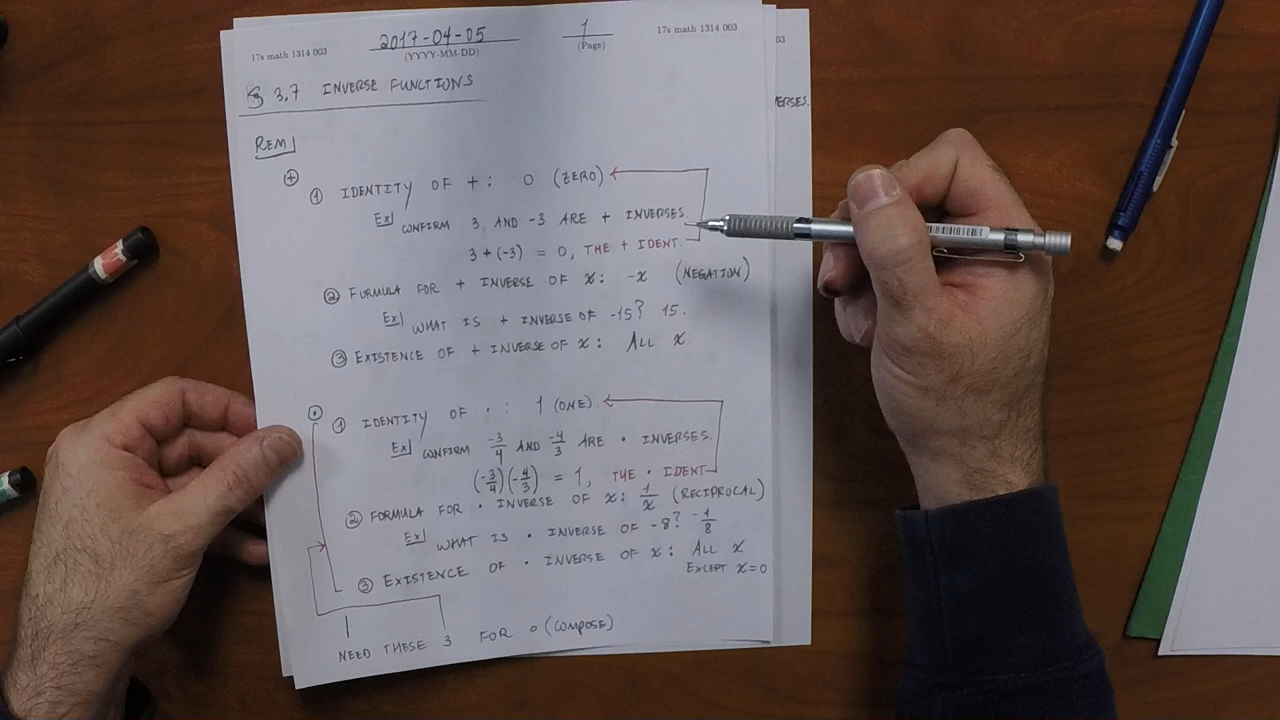 17s math 1314 003 2017-04-05 1 17s math 1314 003
(YYYY-MM-DD) (Page)
03
§ 3.7 INVERSE FUNCTIONS
ERSES.
REM
⊕
① IDENTITY OF + : 0 (ZERO)
Ex CONFIRM 3 AND -3 ARE + INVERSES.
3 + (-3) = 0, THE + IDENT.
② FORMULA FOR + INVERSE OF x: -x (NEGATION)
Ex WHAT IS + INVERSE OF -15? 15.
③ EXISTENCE OF + INVERSE OF x: ALL x
⊙
① IDENTITY OF · : 1 (ONE).
Ex CONFIRM -3/4 AND -4/3 ARE · INVERSES.
(-3/4)(-4/3) = 1, THE · IDENT
② FORMULA FOR · INVERSE OF x: 1/x (RECIPROCAL)
Ex WHAT IS · INVERSE OF -8? -1/8
③ EXISTENCE OF · INVERSE OF x: ALL x
EXCEPT x=0
NEED THESE 3 FOR ∘ (COMPOSE)